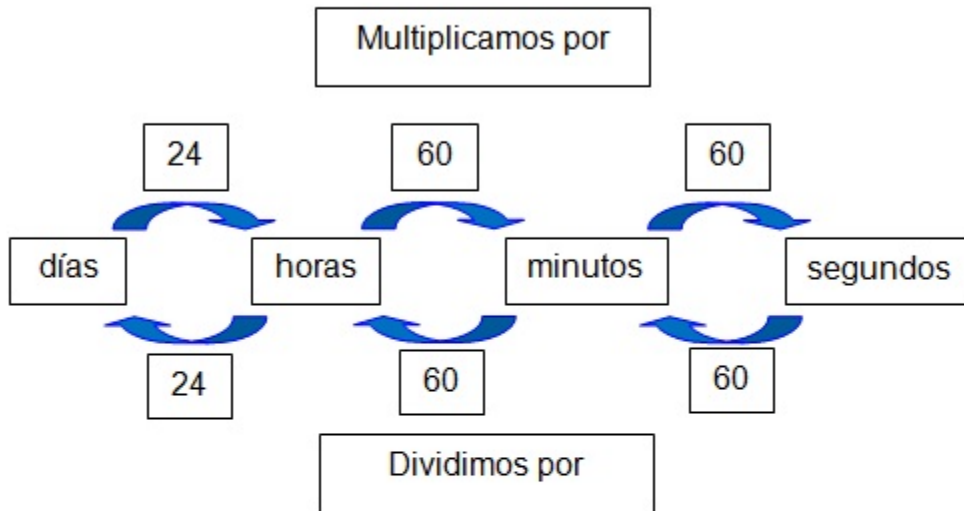 Multiplicamos por
24 60 60
días horas minutos segundos
24 60 60
Dividimos por